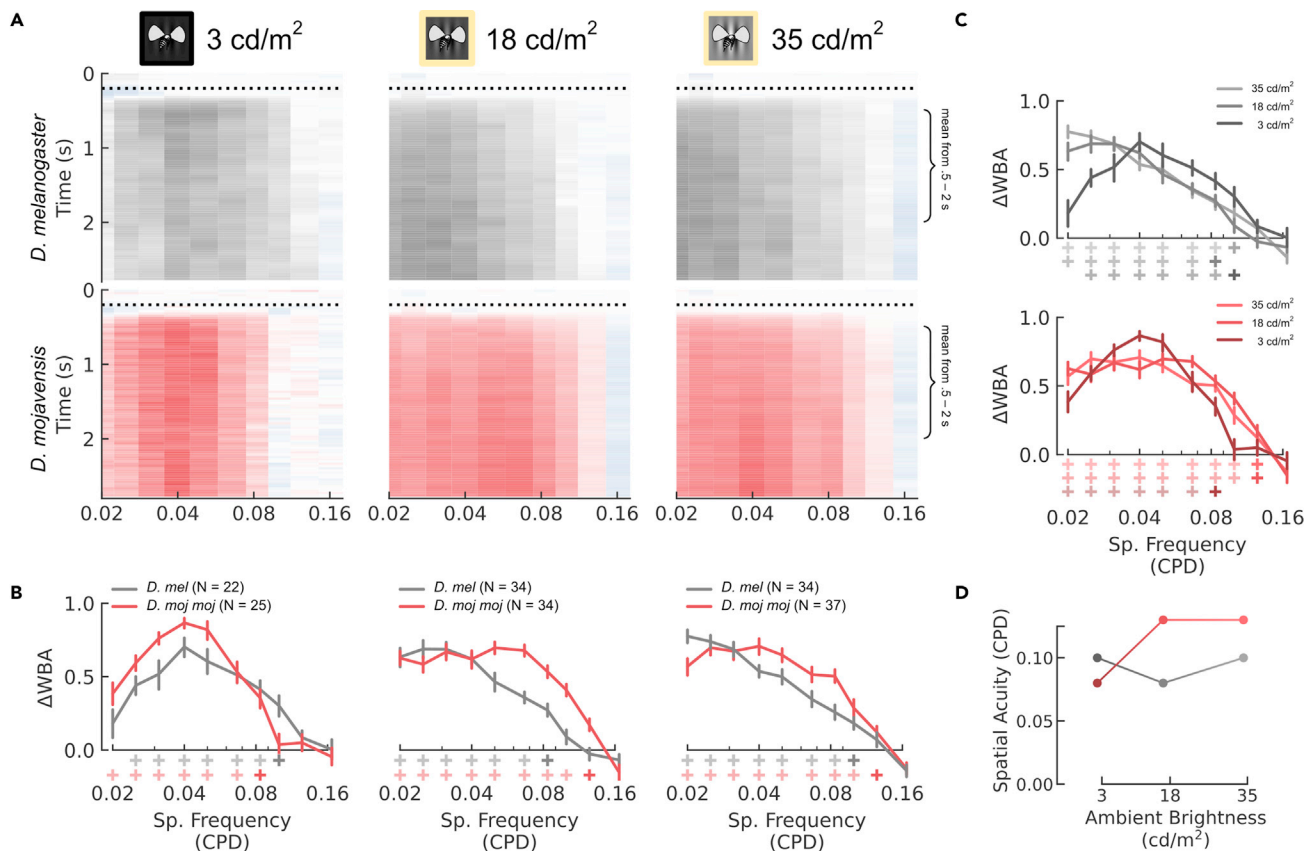 A
3 cd/m²
18 cd/m²
35 cd/m²
D. melanogaster
Time (s)
0
1
2
mean from .5 – 2 s
D. mojavensis
Time (s)
0
1
2
mean from .5 – 2 s
0.02 0.04 0.08 0.16
0.02 0.04 0.08 0.16
0.02 0.04 0.08 0.16
B
D. mel (N = 22)
D. moj moj (N = 25)
D. mel (N = 34)
D. moj moj (N = 34)
D. mel (N = 34)
D. moj moj (N = 37)
ΔWBA
1.0
0.5
0.0
0.02 0.04 0.08 0.16
Sp. Frequency
(CPD)
0.02 0.04 0.08 0.16
Sp. Frequency
(CPD)
0.02 0.04 0.08 0.16
Sp. Frequency
(CPD)
C
35 cd/m²
18 cd/m²
3 cd/m²
ΔWBA
1.0
0.5
0.0
35 cd/m²
18 cd/m²
3 cd/m²
ΔWBA
1.0
0.5
0.0
0.02 0.04 0.08 0.16
Sp. Frequency
(CPD)
D
Spatial Acuity (CPD)
0.10
0.05
0.00
3 18 35
Ambient Brightness
(cd/m²)